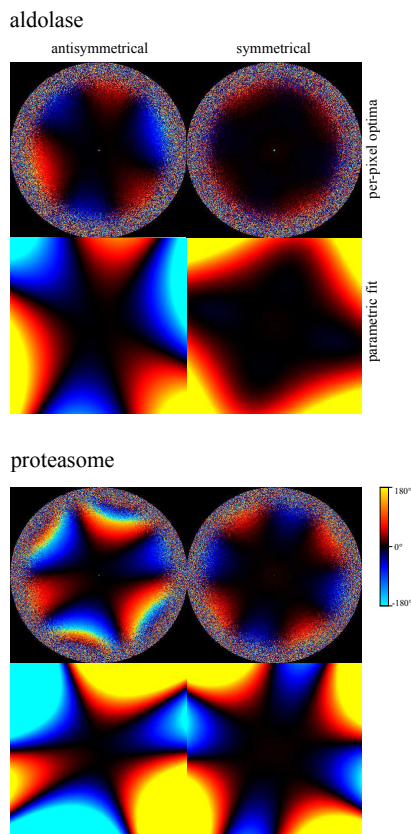 aldolase
antisymmetrical symmetrical
per-pixel optima
parametric fit
proteasome
180°
0°
-180°